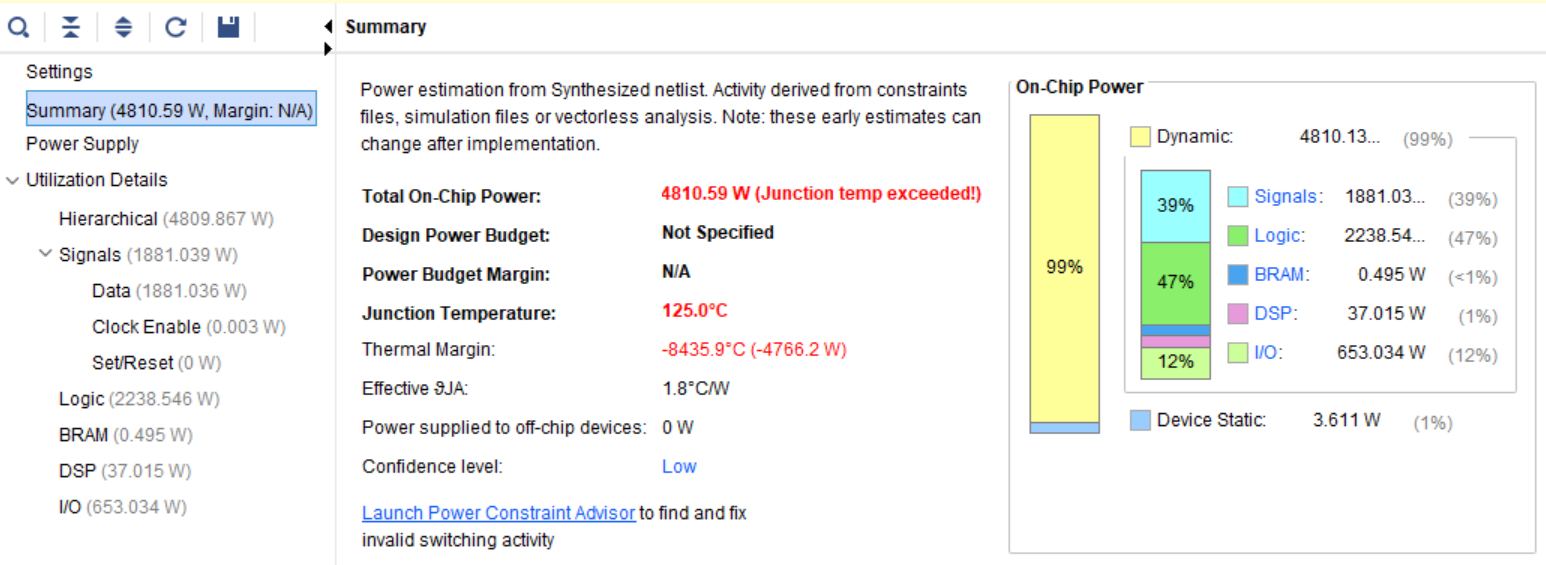 Summary
Settings
Summary (4810.59 W, Margin: N/A)
Power Supply
Utilization Details
Hierarchical (4809.867 W)
Signals (1881.039 W)
Data (1881.036 W)
Clock Enable (0.003 W)
Set/Reset (0 W)
Logic (2238.546 W)
BRAM (0.495 W)
DSP (37.015 W)
I/O (653.034 W)
Power estimation from Synthesized netlist. Activity derived from constraints
files, simulation files or vectorless analysis. Note: these early estimates can
change after implementation.
Total On-Chip Power: 4810.59 W (Junction temp exceeded!)
Design Power Budget: Not Specified
Power Budget Margin: N/A
Junction Temperature: 125.0°C
Thermal Margin: -8435.9°C (-4766.2 W)
Effective ϑJA: 1.8°C/W
Power supplied to off-chip devices: 0 W
Confidence level: Low
Launch Power Constraint Advisor to find and fix
invalid switching activity
On-Chip Power
Dynamic: 4810.13... (99%)
39% Signals: 1881.03... (39%)
Logic: 2238.54... (47%)
99%
47% BRAM: 0.495 W (<1%)
DSP: 37.015 W (1%)
12% I/O: 653.034 W (12%)
Device Static: 3.611 W (1%)